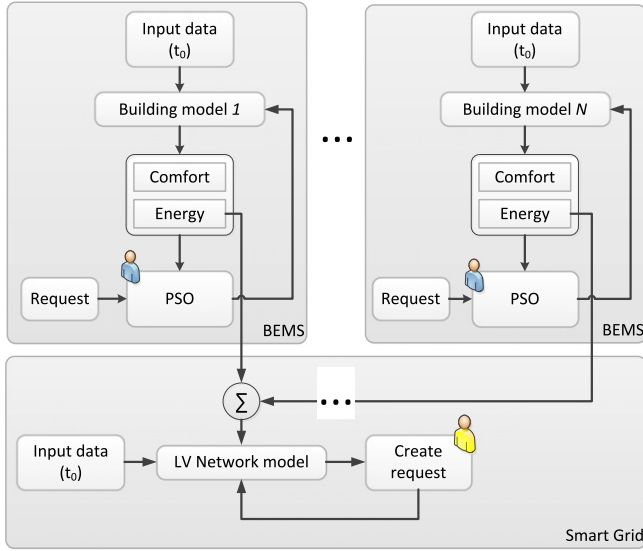 Input data
(t0)
Building model 1
Comfort
Energy
Request
PSO
BEMS
...
Input data
(t0)
Building model N
Comfort
Energy
Request
PSO
BEMS
Σ
...
Input data
(t0)
LV Network model
Create
request
Smart Grid